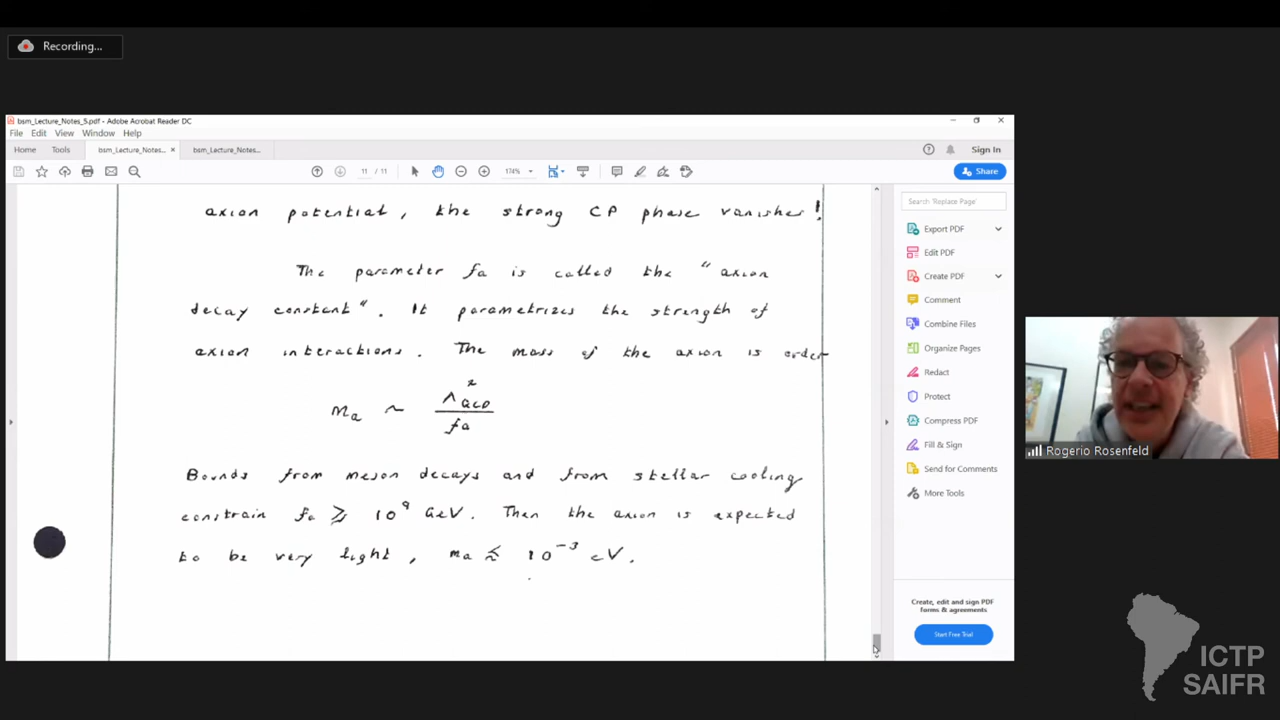 Recording...
bsm_Lecture_Notes_5.pdf - Adobe Acrobat Reader DC
File Edit View Window Help
Home Tools bsm_Lecture_Notes... × bsm_Lecture_Notes... Sign In
11 / 11 174% Share
axion potential, the strong CP phase vanishes!
The parameter fa is called the "axion
decay constant". It parametrizes the strength of
axion interactions. The mass of the axion is order
ma ~ Λ²QCD / fa
Bounds from meson decays and from stellar cooling
constrain fa ≳ 10⁹ GeV. Then the axion is expected
to be very light, ma ≲ 10⁻³ eV.
Search 'Replace Page'
Export PDF
Edit PDF
Create PDF
Comment
Combine Files
Organize Pages
Redact
Protect
Compress PDF
Fill & Sign
Send for Comments
More Tools
Create, edit and sign PDF
forms & agreements
Start Free Trial
Rogerio Rosenfeld
ICTP
SAIFR